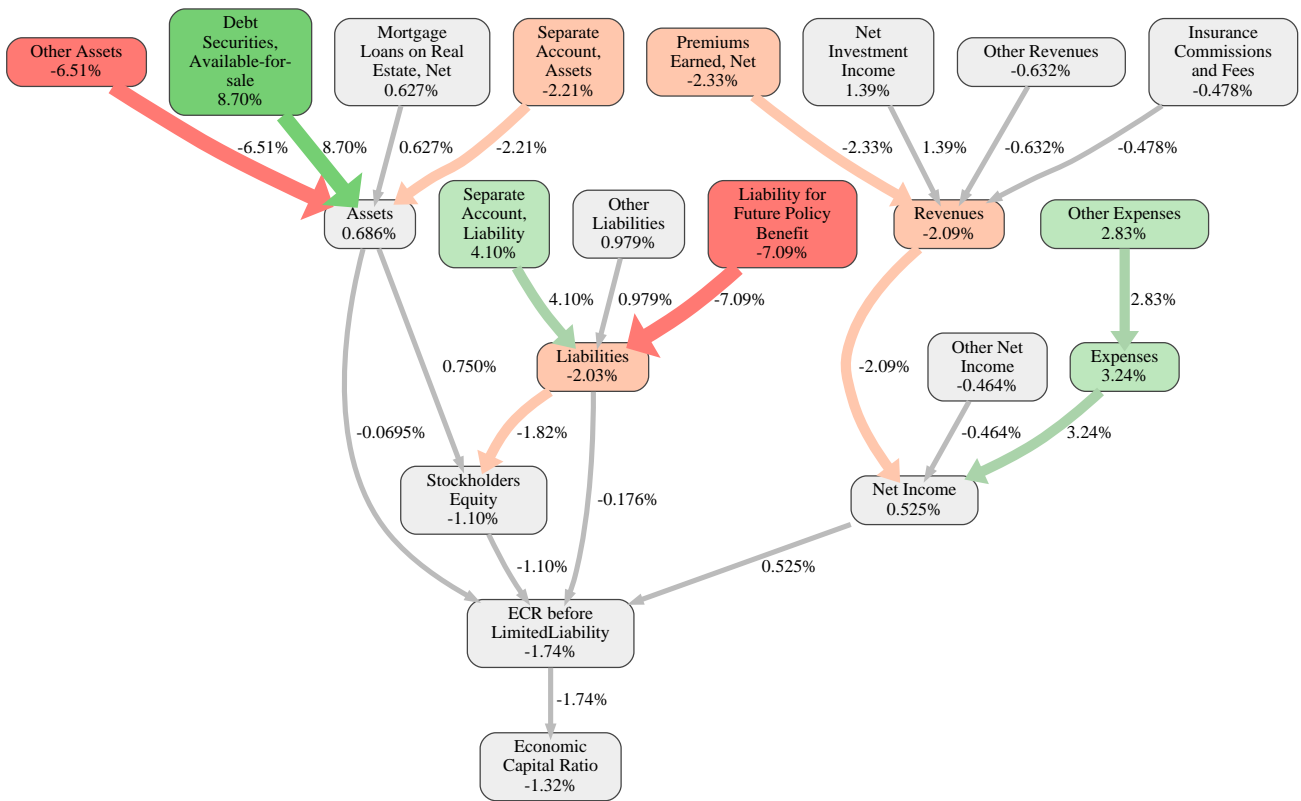 Other Assets
-6.51%
Debt
Securities,
Available-for-
sale
8.70%
Mortgage
Loans on Real
Estate, Net
0.627%
Separate
Account,
Assets
-2.21%
Premiums
Earned, Net
-2.33%
Net
Investment
Income
1.39%
Other Revenues
-0.632%
Insurance
Commissions
and Fees
-0.478%
-6.51%
8.70%
0.627%
-2.21%
-2.33%
1.39%
-0.632%
-0.478%
Assets
0.686%
Separate
Account,
Liability
4.10%
Other
Liabilities
0.979%
Liability for
Future Policy
Benefit
-7.09%
Revenues
-2.09%
Other Expenses
2.83%
4.10%
0.979%
-7.09%
2.83%
Liabilities
-2.03%
0.750%
-2.09%
Other Net
Income
-0.464%
Expenses
3.24%
-0.0695%
-1.82%
-0.464%
3.24%
Stockholders
Equity
-1.10%
-0.176%
Net Income
0.525%
-1.10%
0.525%
ECR before
LimitedLiability
-1.74%
-1.74%
Economic
Capital Ratio
-1.32%